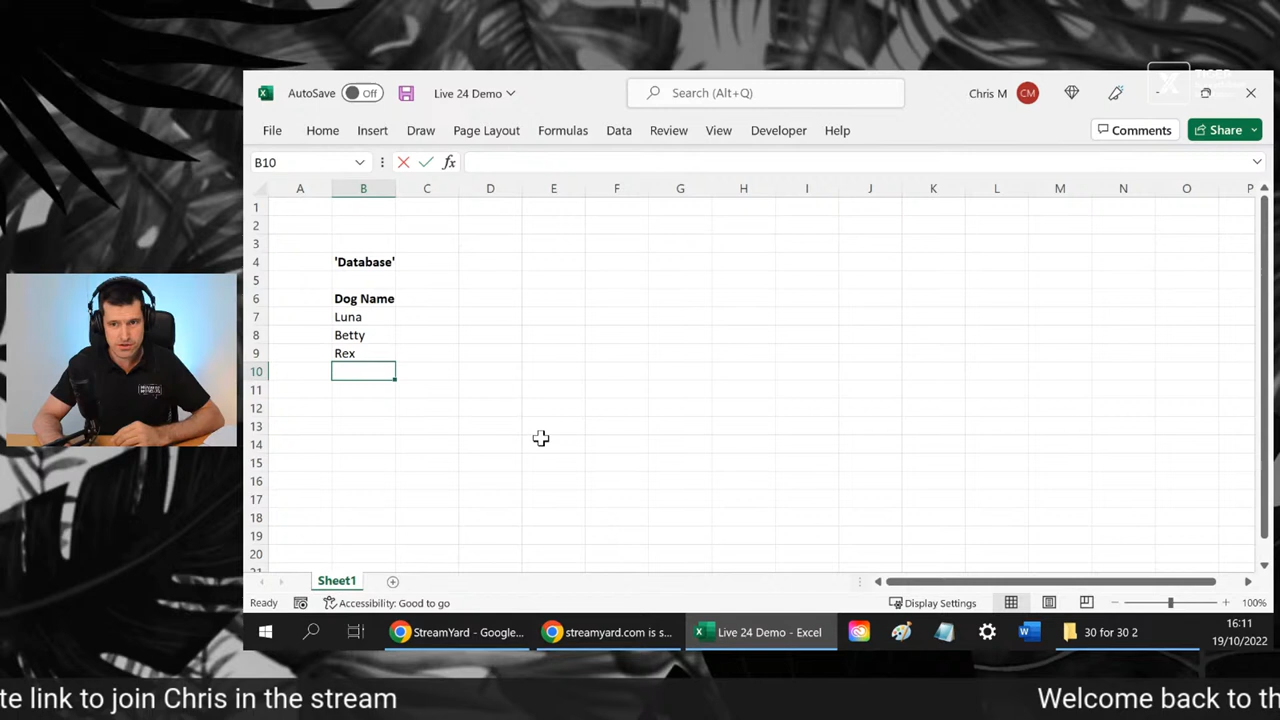 AutoSave Off Live 24 Demo Search (Alt+Q) Chris M CM
File Home Insert Draw Page Layout Formulas Data Review View Developer Help Comments Share
B10 fx
A B C D E F G H I J K L M N O P
1
2
3
4 'Database'
5
6 Dog Name
7 Luna
8 Betty
9 Rex
10
11
12
13
14
15
16
17
18
19
20
21
Sheet1
Ready Accessibility: Good to go Display Settings 100%
StreamYard - Google... streamyard.com is s... Live 24 Demo - Excel 30 for 30 2 16:11
19/10/2022
te link to join Chris in the stream Welcome back to th